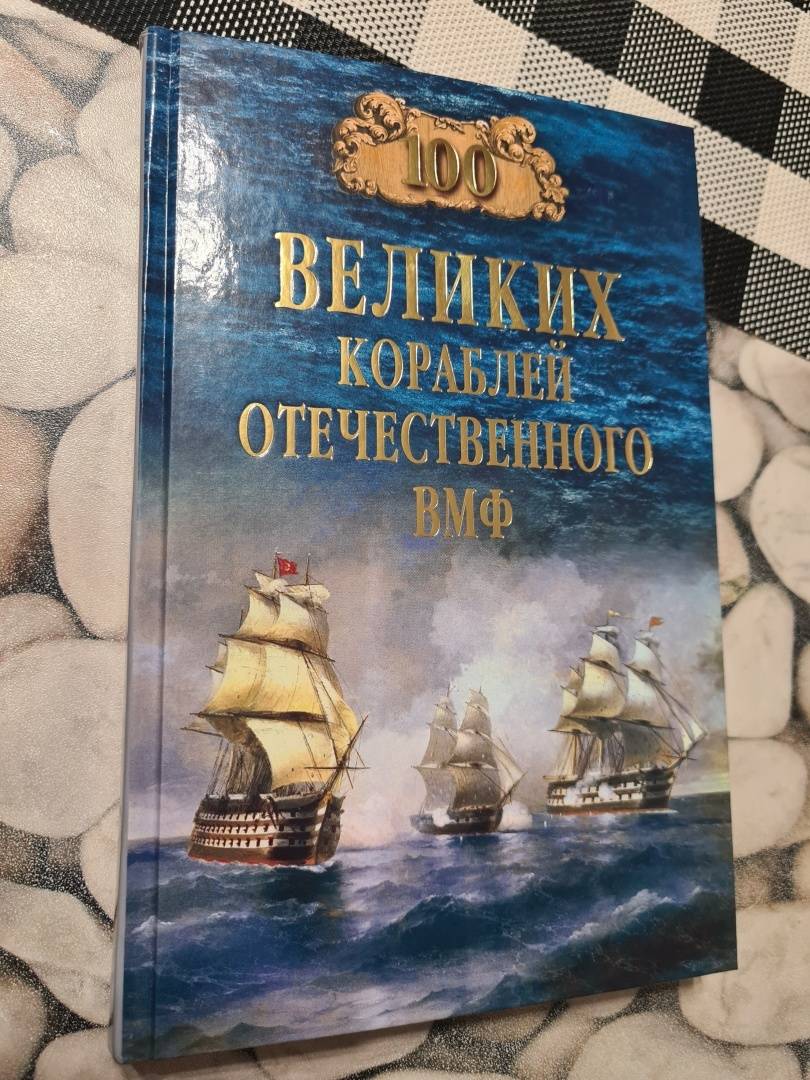 100
ВЕЛИКИХ
КОРАБЛЕЙ
ОТЕЧЕСТВЕННОГО
ВМФ